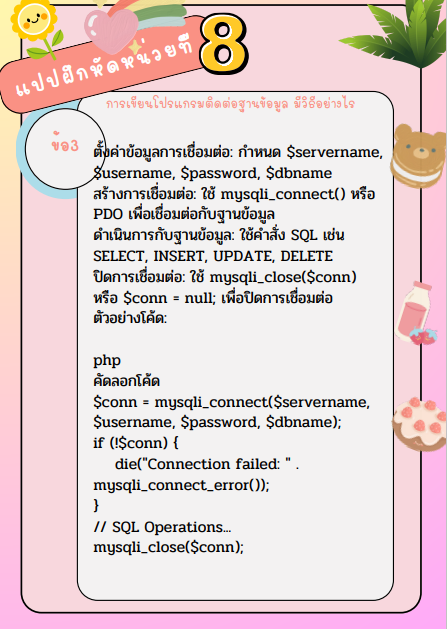 แบบฝึกหัดหน่วยที่ 8
การเขียนโปรแกรมติดต่อฐานข้อมูล มีวิธีอย่างไร
ข้อ3
ตั้งค่าข้อมูลการเชื่อมต่อ: กำหนด $servername,
$username, $password, $dbname
สร้างการเชื่อมต่อ: ใช้ mysqli_connect() หรือ
PDO เพื่อเชื่อมต่อกับฐานข้อมูล
ดำเนินการกับฐานข้อมูล: ใช้คำสั่ง SQL เช่น
SELECT, INSERT, UPDATE, DELETE
ปิดการเชื่อมต่อ: ใช้ mysqli_close($conn)
หรือ $conn = null; เพื่อปิดการเชื่อมต่อ
ตัวอย่างโค้ด:
php
คัดลอกโค้ด
$conn = mysqli_connect($servername,
$username, $password, $dbname);
if (!$conn) {
die("Connection failed: " .
mysqli_connect_error());
}
// SQL Operations...
mysqli_close($conn);